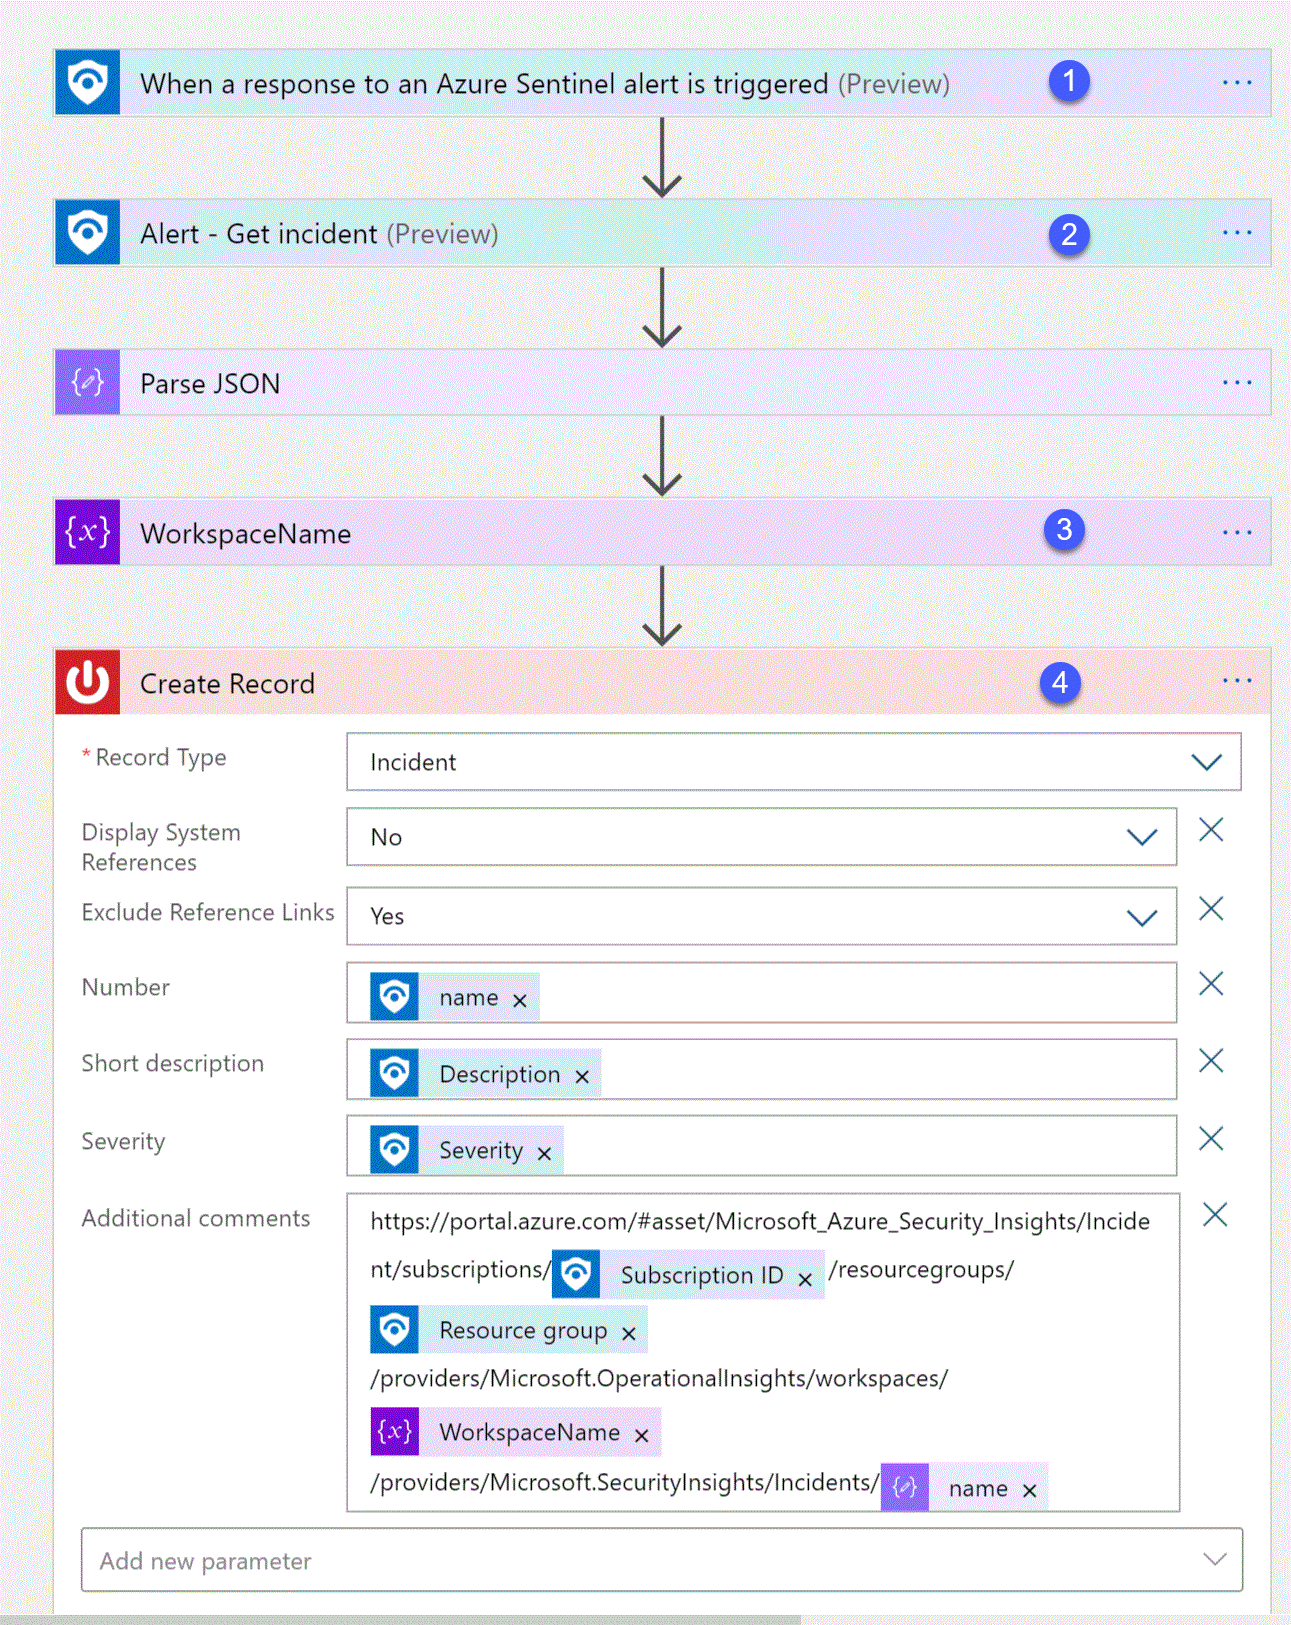 When a response to an Azure Sentinel alert is triggered (Preview) 1 ...
Alert - Get incident (Preview) 2 ...
{} Parse JSON ...
{x} WorkspaceName 3 ...
Create Record 4 ...
* Record Type Incident
Display System References No
Exclude Reference Links Yes
Number name ×
Short description Description ×
Severity Severity ×
Additional comments https://portal.azure.com/#asset/Microsoft_Azure_Security_Insights/Incide
nt/subscriptions/ Subscription ID × /resourcegroups/
Resource group ×
/providers/Microsoft.OperationalInsights/workspaces/
{x} WorkspaceName ×
/providers/Microsoft.SecurityInsights/Incidents/ {} name ×
Add new parameter